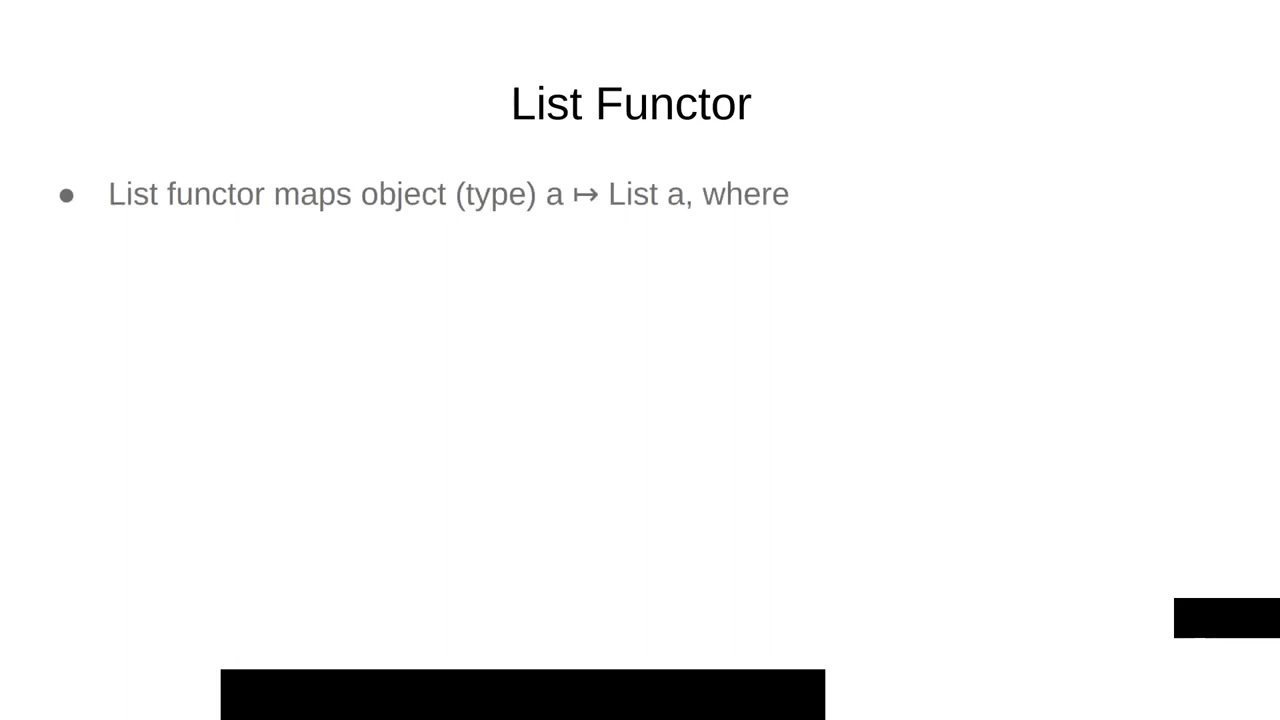 List Functor
● List functor maps object (type) a ↦ List a, where